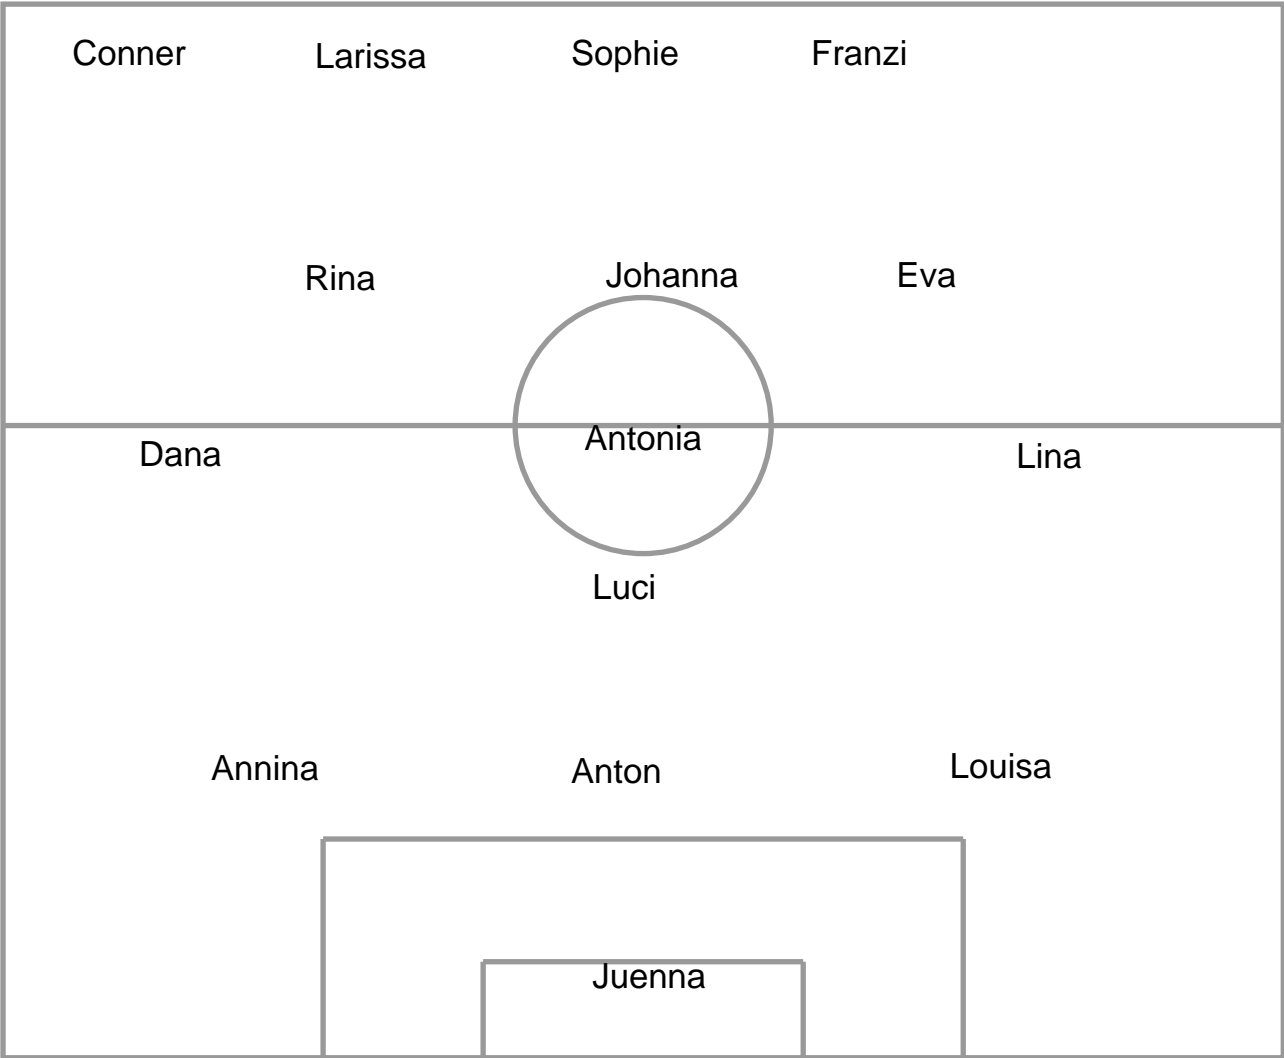 Conner Larissa Sophie Franzi
Rina Johanna Eva
Antonia
Dana Lina
Luci
Annina Anton Louisa
Juenna